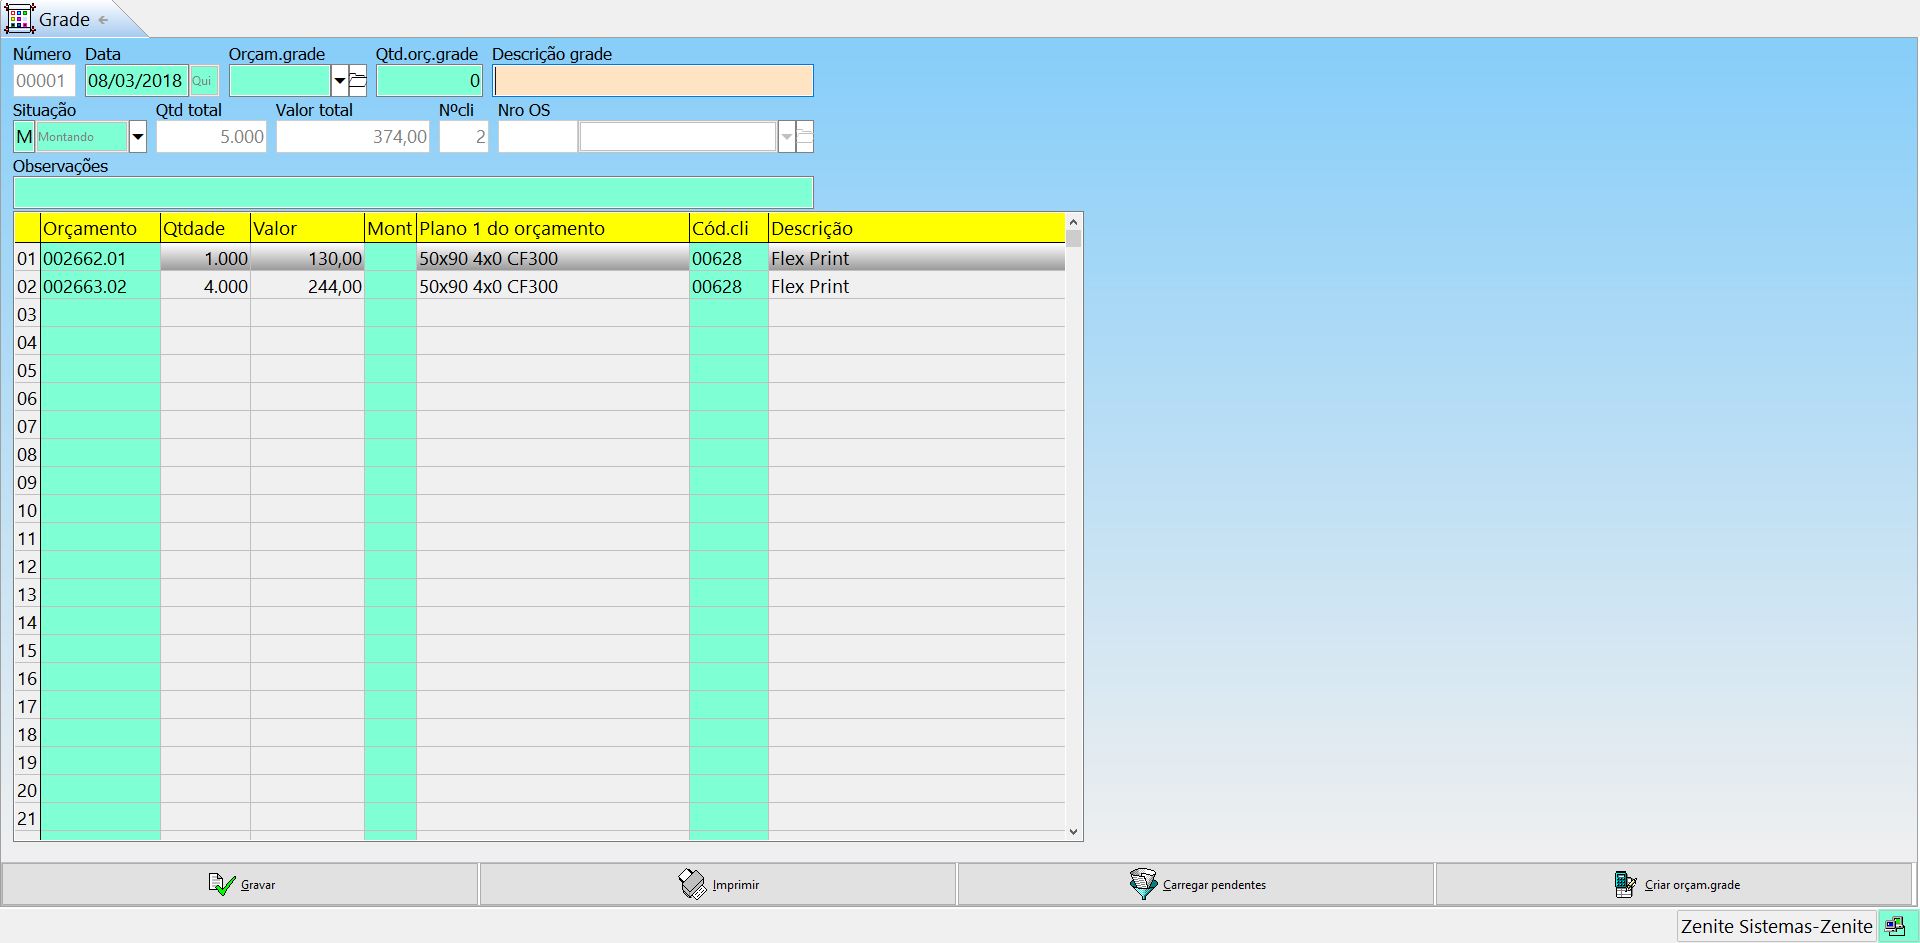 Grade
Número Data Orçam.grade Qtd.orç.grade Descrição grade
00001 08/03/2018 Qui 0
Situação Qtd total Valor total Nºcli Nro OS
M Montando 5.000 374,00 2
Observações
Orçamento Qtdade Valor Mont Plano 1 do orçamento Cód.cli Descrição
01 002662.01 1.000 130,00 50x90 4x0 CF300 00628 Flex Print
02 002663.02 4.000 244,00 50x90 4x0 CF300 00628 Flex Print
03
04
05
06
07
08
09
10
11
12
13
14
15
16
17
18
19
20
21
Gravar Imprimir Carregar pendentes Criar orçam.grade
Zenite Sistemas-Zenite